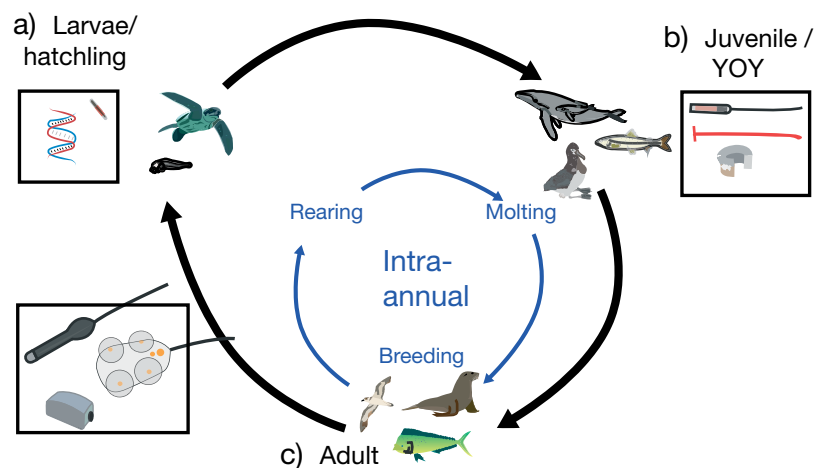 a) Larvae/
hatchling
b) Juvenile /
YOY
Rearing
Molting
Intra-
annual
Breeding
c) Adult